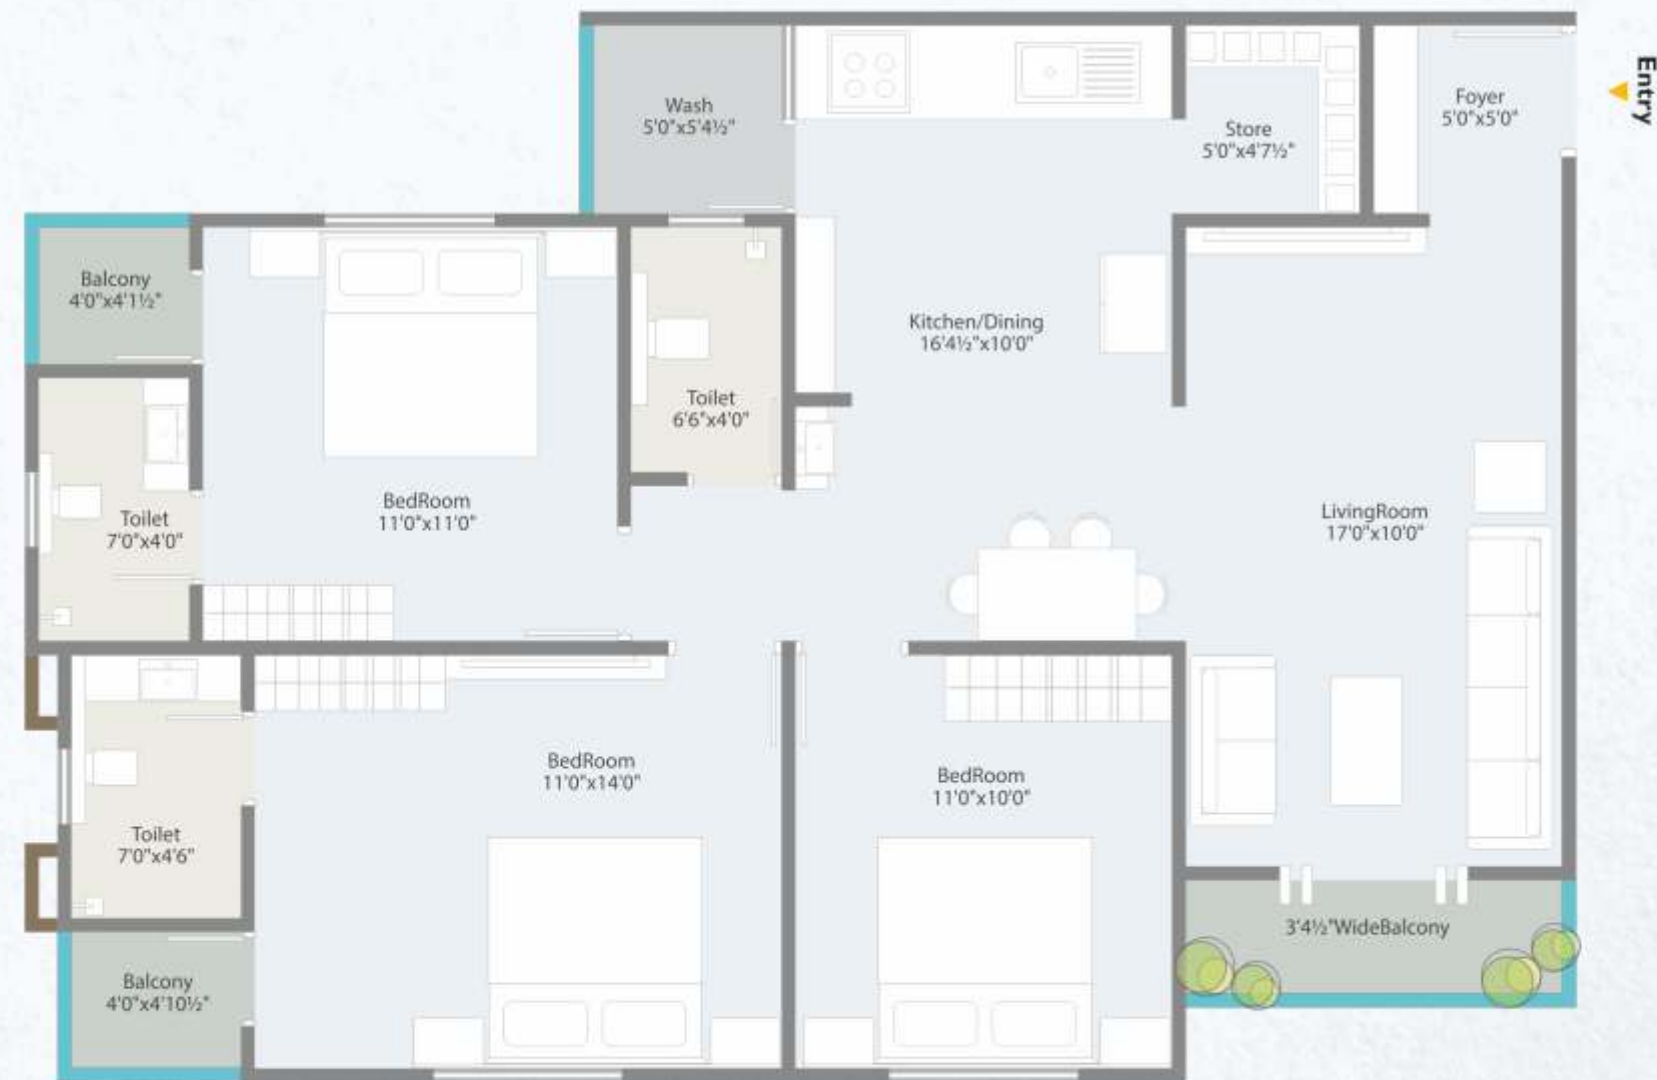 Entry
Wash
5'0"x5'4½"
Foyer
5'0"x5'0"
Store
5'0"x4'7½"
Balcony
4'0"x4'1½"
Kitchen/Dining
16'4½"x10'0"
Toilet
6'6"x4'0"
BedRoom
11'0"x11'0"
Toilet
7'0"x4'0"
LivingRoom
17'0"x10'0"
BedRoom
11'0"x14'0"
BedRoom
11'0"x10'0"
Toilet
7'0"x4'6"
3'4½"WideBalcony
Balcony
4'0"x4'10½"